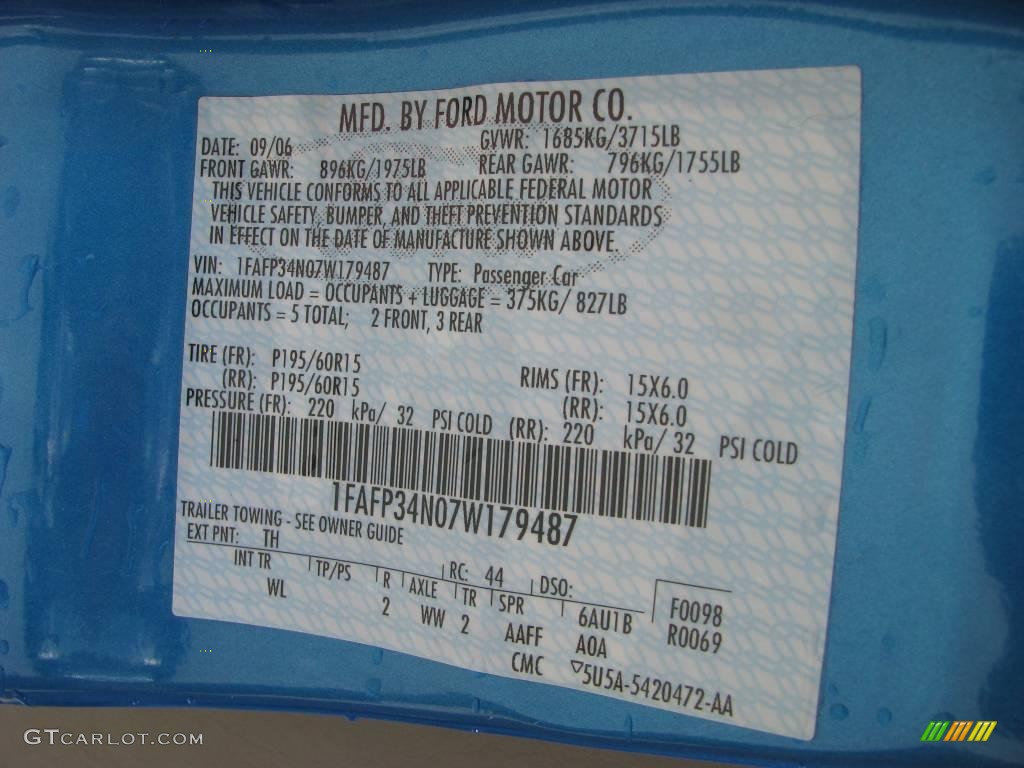 MFD. BY FORD MOTOR CO.
DATE: 09/06 GVWR: 1685KG/3715LB
FRONT GAWR: 896KG/1975LB REAR GAWR: 796KG/1755LB
THIS VEHICLE CONFORMS TO ALL APPLICABLE FEDERAL MOTOR
VEHICLE SAFETY, BUMPER, AND THEFT PREVENTION STANDARDS
IN EFFECT ON THE DATE OF MANUFACTURE SHOWN ABOVE.
VIN: 1FAFP34N07W179487 TYPE: Passenger Car
MAXIMUM LOAD = OCCUPANTS + LUGGAGE = 375KG/ 827LB
OCCUPANTS = 5 TOTAL; 2 FRONT, 3 REAR
TIRE (FR): P195/60R15 RIMS (FR): 15X6.0
(RR): P195/60R15 (RR): 15X6.0
PRESSURE (FR): 220 kPa/ 32 PSI COLD (RR): 220 kPa/ 32 PSI COLD
1FAFP34N07W179487
TRAILER TOWING - SEE OWNER GUIDE
EXT PNT: TH RC: 44 DSO:
INT TR TP/PS R AXLE TR SPR 6AU1B F0098
WL 2 WW 2 AAFF A0A R0069
CMC ▽5U5A-5420472-AA
GTCARLOT.COM